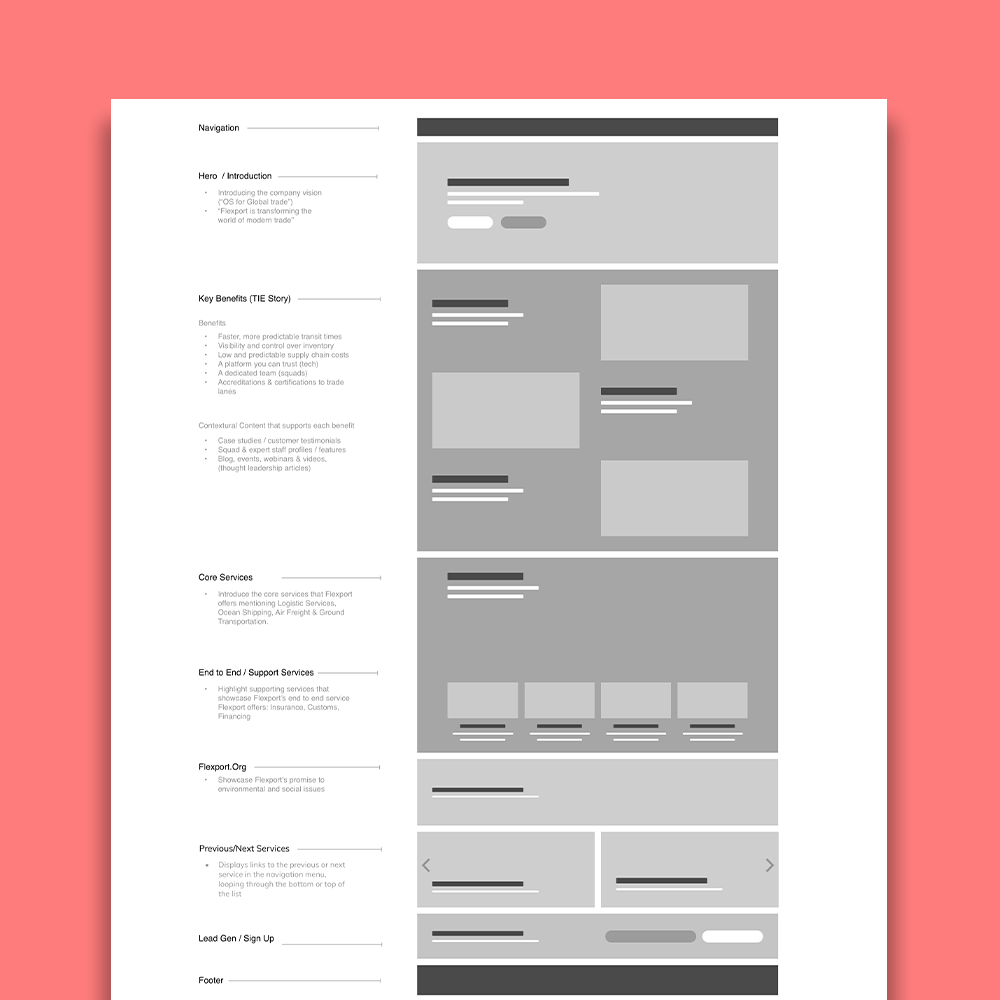 Navigation
Hero / Introduction
• Introducing the company vision
("OS for Global trade")
• "Flexport is transforming the
world of modern trade"
Key Benefits (TIE Story)
Benefits
• Faster, more predictable transit times
• Visibility and control over inventory
• Low and predictable supply chain costs
• A platform you can trust (tech)
• A dedicated team (squads)
• Accreditations & certifications to trade
lanes
Contextural Content that supports each benefit
• Case studies / customer testimonials
• Squad & expert staff profiles / features
• Blog, events, webinars & videos,
(thought leadership articles)
Core Services
• Introduce the core services that Flexport
offers mentioning Logistic Services,
Ocean Shipping, Air Freight & Ground
Transportation.
End to End / Support Services
• Highlight supporting services that
showcase Flexport's end to end service
Flexport offers; Insurance, Customs,
Financing
Flexport.Org
• Showcase Flexport's promise to
environmental and social issues
Previous/Next Services
• Displays links to the previous or next
service in the navigation menu,
looping through the bottom or top of
the list
Lead Gen / Sign Up
Footer